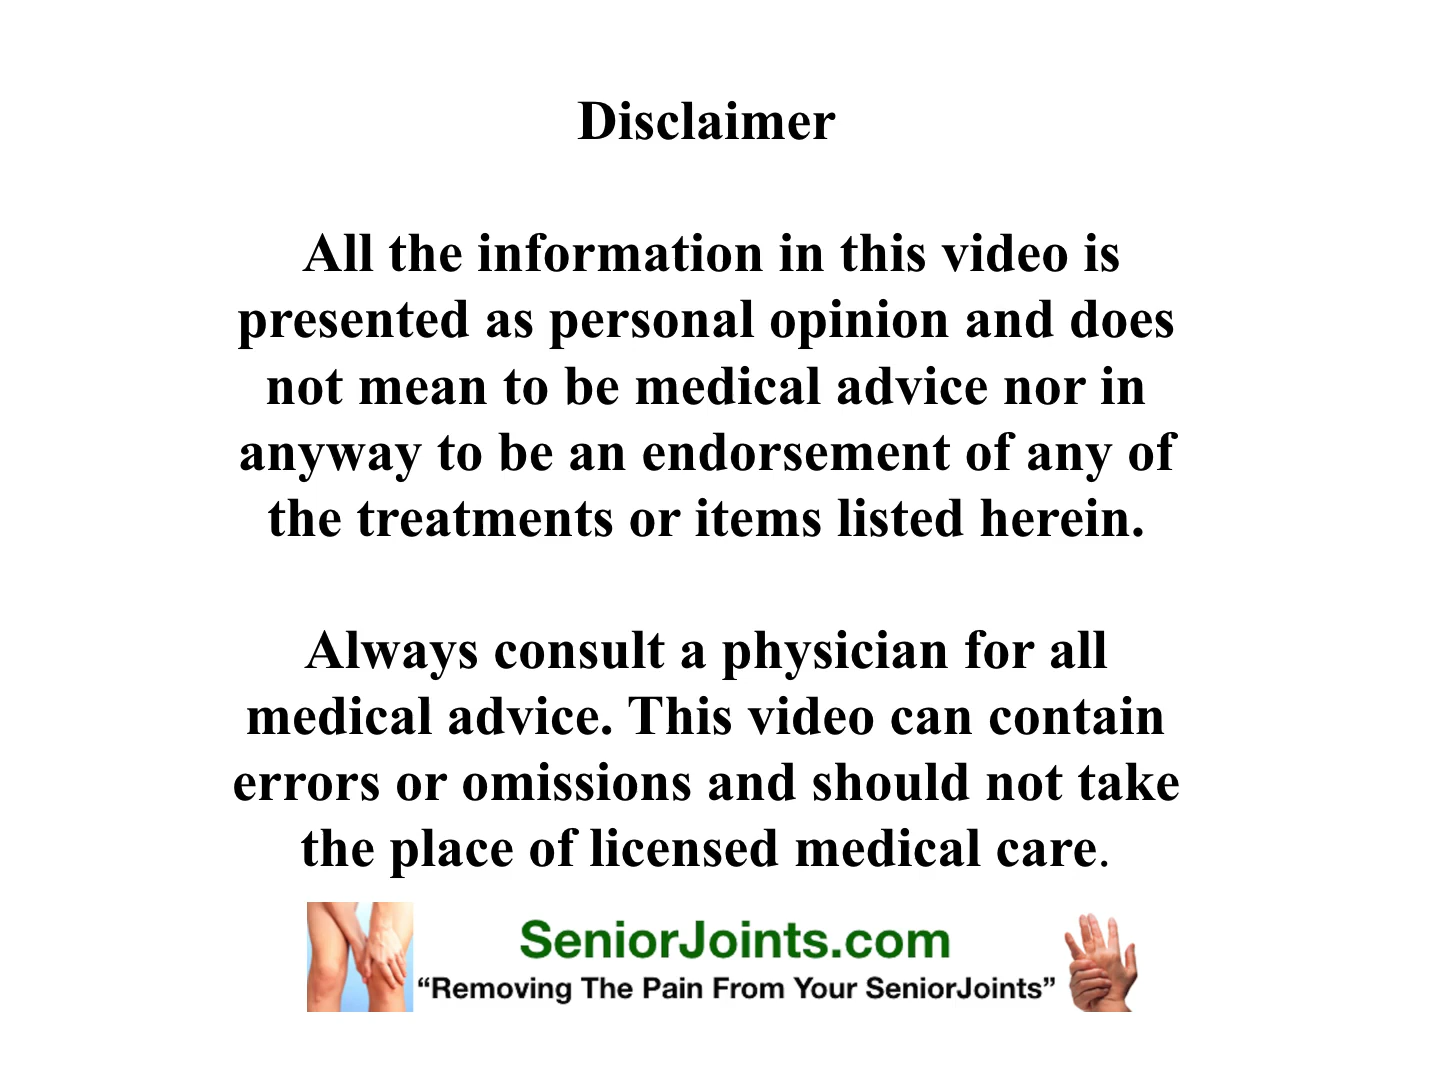 Disclaimer
All the information in this video is
presented as personal opinion and does
not mean to be medical advice nor in
anyway to be an endorsement of any of
the treatments or items listed herein.
Always consult a physician for all
medical advice. This video can contain
errors or omissions and should not take
the place of licensed medical care.
SeniorJoints.com
“Removing The Pain From Your SeniorJoints”